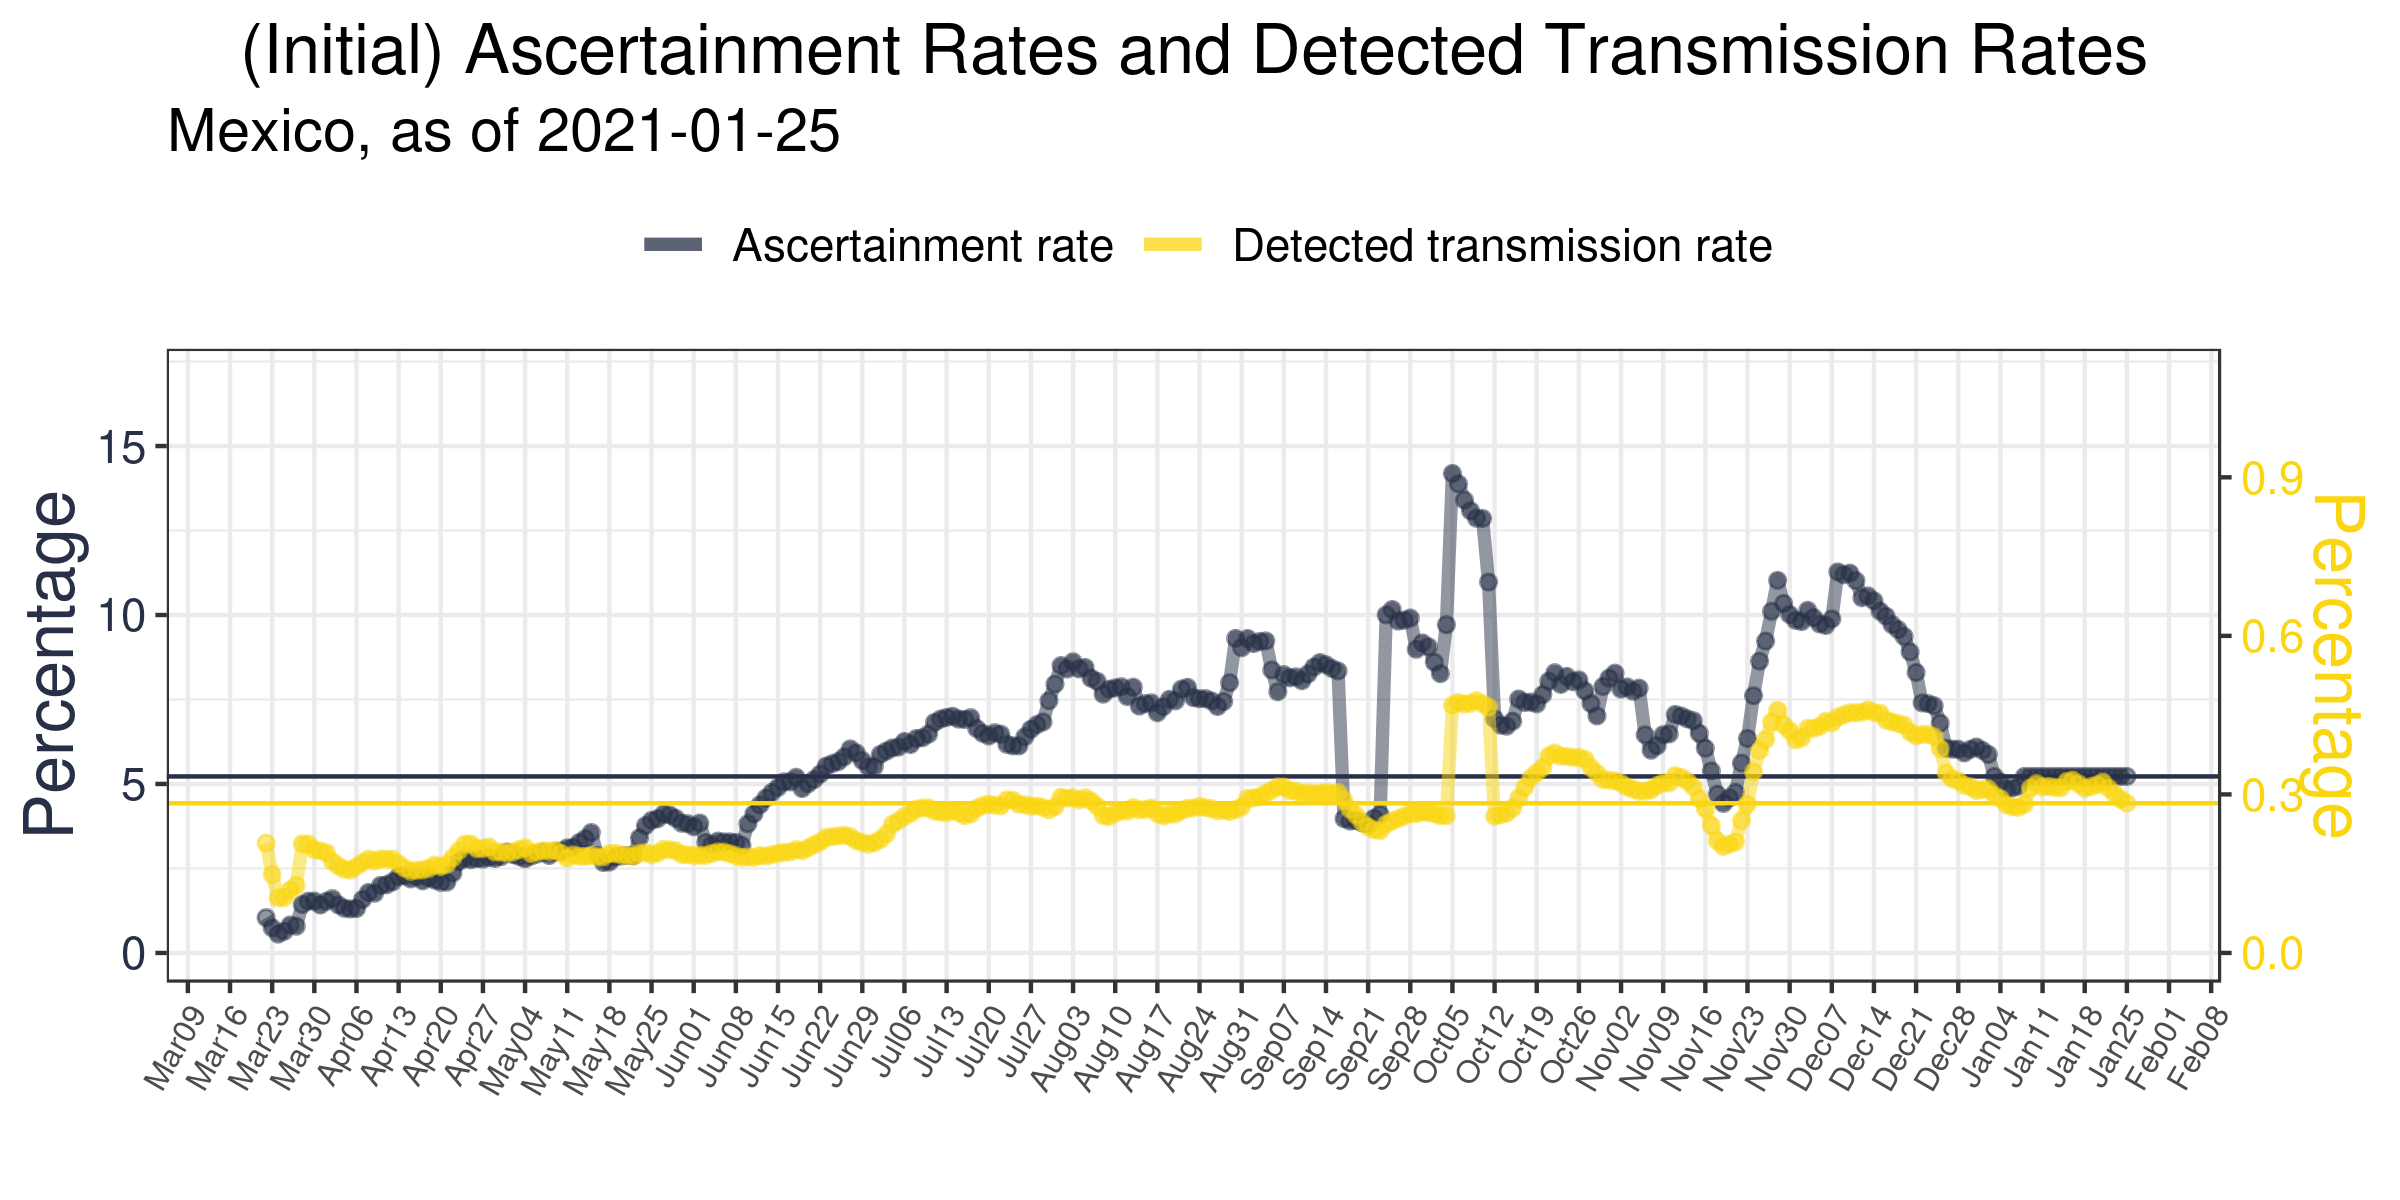 (Initial) Ascertainment Rates and Detected Transmission Rates
Mexico, as of 2021-01-25
Ascertainment rate
Detected transmission rate
Percentage
15
10
5
0
0.9
0.6
0.3
0.0
Percentage
Mar09
Mar16
Mar23
Mar30
Apr06
Apr13
Apr20
Apr27
May04
May11
May18
May25
Jun01
Jun08
Jun15
Jun22
Jun29
Jul06
Jul13
Jul20
Jul27
Aug03
Aug10
Aug17
Aug24
Aug31
Sep07
Sep14
Sep21
Sep28
Oct05
Oct12
Oct19
Oct26
Nov02
Nov09
Nov16
Nov23
Nov30
Dec07
Dec14
Dec21
Dec28
Jan04
Jan11
Jan18
Jan25
Feb01
Feb08